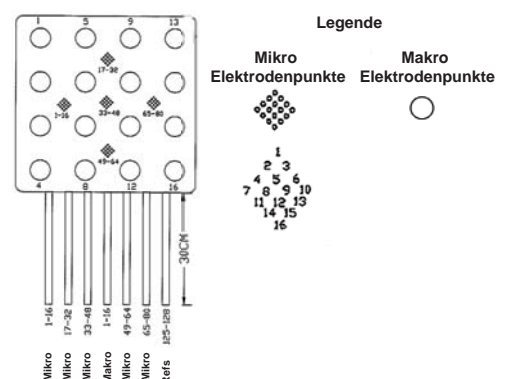 1 5 9 13
17-32
1-16 33-48 65-80
49-64
4 8 12 16
30CM
1-16
17-32
33-48
1-16
49-64
65-80
125-128
Mikro
Mikro
Mikro
Makro
Mikro
Mikro
Refs
Legende
Mikro Makro
Elektrodenpunkte Elektrodenpunkte
1
2 3
4 5 6
7 8 9 10
11 12 13
14 15
16